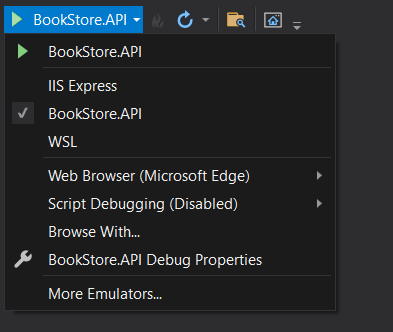 BookStore.API
BookStore.API
IIS Express
BookStore.API
WSL
Web Browser (Microsoft Edge)
Script Debugging (Disabled)
Browse With...
BookStore.API Debug Properties
More Emulators...